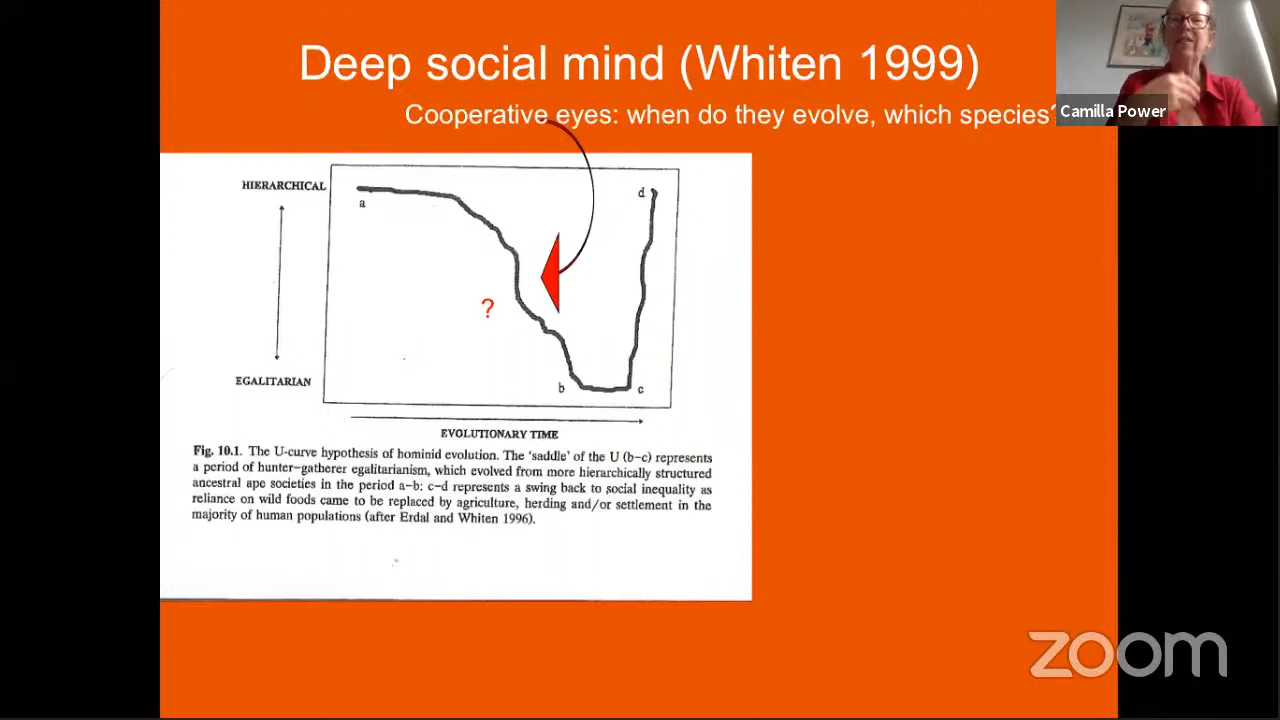 Deep social mind (Whiten 1999)
Cooperative eyes: when do they evolve, which species?
Camilla Power
HIERARCHICAL
a
d
?
EGALITARIAN
b
c
EVOLUTIONARY TIME
Fig. 10.1. The U-curve hypothesis of hominid evolution. The 'saddle' of the U (b–c) represents
a period of hunter–gatherer egalitarianism, which evolved from more hierarchically structured
ancestral ape societies in the period a–b: c–d represents a swing back to social inequality as
reliance on wild foods came to be replaced by agriculture, herding and/or settlement in the
majority of human populations (after Erdal and Whiten 1996).
zoom